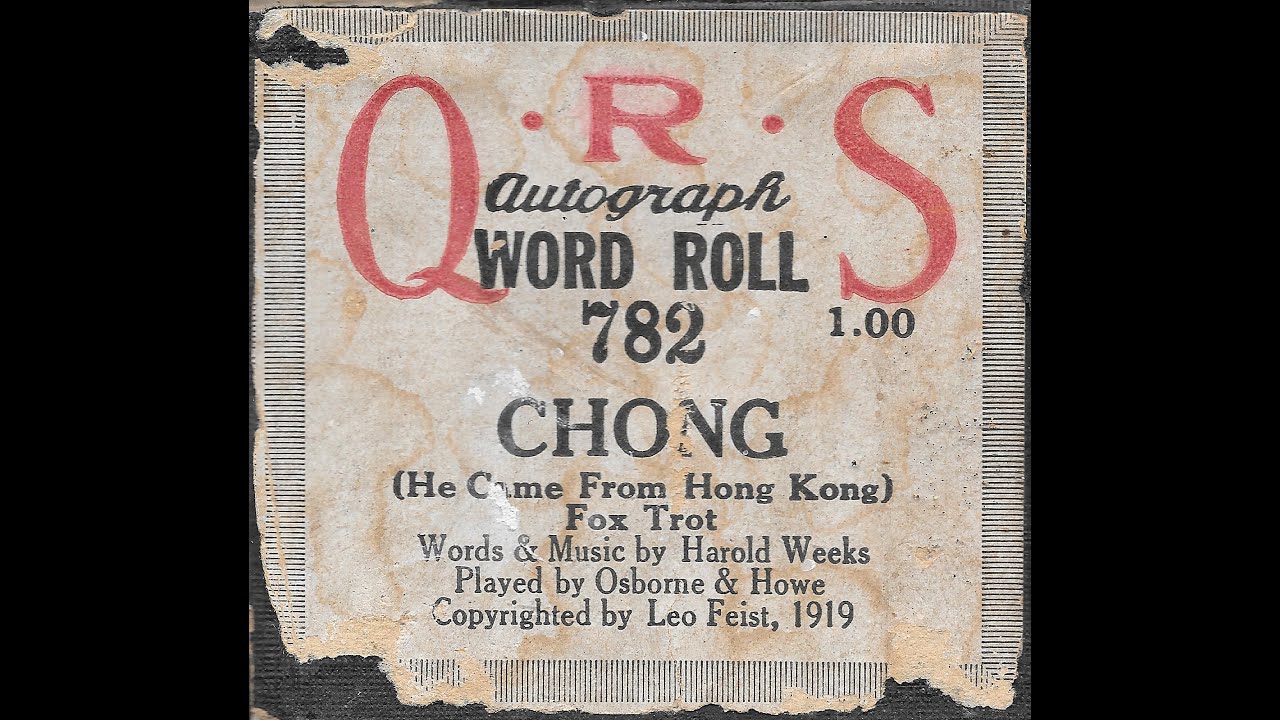 Q·R·S
Autograph
WORD ROLL
782
1.00
CHONG
(He Came From Hong Kong)
Fox Trot
Words & Music by Harold Weeks
Played by Osborne & Howe
Copyrighted by Leo Feist, 1919